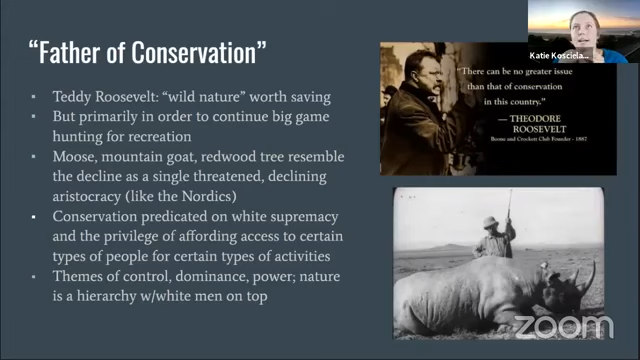 “Father of Conservation”
▪ Teddy Roosevelt: “wild nature” worth saving
▪ But primarily in order to continue big game
hunting for recreation
▪ Moose, mountain goat, redwood tree resemble
the decline as a single threatened, declining
aristocracy (like the Nordics)
▪ Conservation predicated on white supremacy
and the privilege of affording access to certain
types of people for certain types of activities
▪ Themes of control, dominance, power; nature
is a hierarchy w/white men on top
Katie Kosciela...
“There can be no greater issue
than that of conservation
in this country.”
— THEODORE
ROOSEVELT
Boone and Crockett Club Founder - 1887
zoom